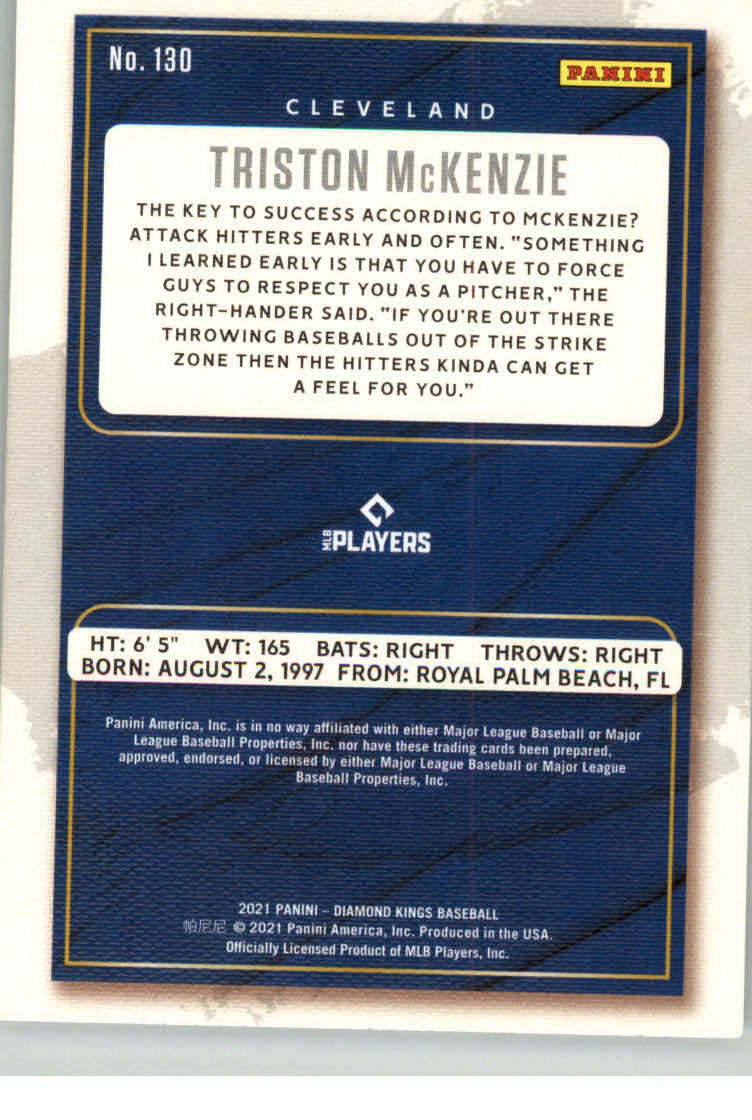 No. 130
PANINI
CLEVELAND
TRISTON McKENZIE
THE KEY TO SUCCESS ACCORDING TO MCKENZIE?
ATTACK HITTERS EARLY AND OFTEN. "SOMETHING
I LEARNED EARLY IS THAT YOU HAVE TO FORCE
GUYS TO RESPECT YOU AS A PITCHER," THE
RIGHT-HANDER SAID. "IF YOU'RE OUT THERE
THROWING BASEBALLS OUT OF THE STRIKE
ZONE THEN THE HITTERS KINDA CAN GET
A FEEL FOR YOU."
MLB PLAYERS
HT: 6' 5" WT: 165 BATS: RIGHT THROWS: RIGHT
BORN: AUGUST 2, 1997 FROM: ROYAL PALM BEACH, FL
Panini America, Inc. is in no way affiliated with either Major League Baseball or Major
League Baseball Properties, Inc. nor have these trading cards been prepared,
approved, endorsed, or licensed by either Major League Baseball or Major League
Baseball Properties, Inc.
2021 PANINI – DIAMOND KINGS BASEBALL
帕尼尼 © 2021 Panini America, Inc. Produced in the USA.
Officially Licensed Product of MLB Players, Inc.